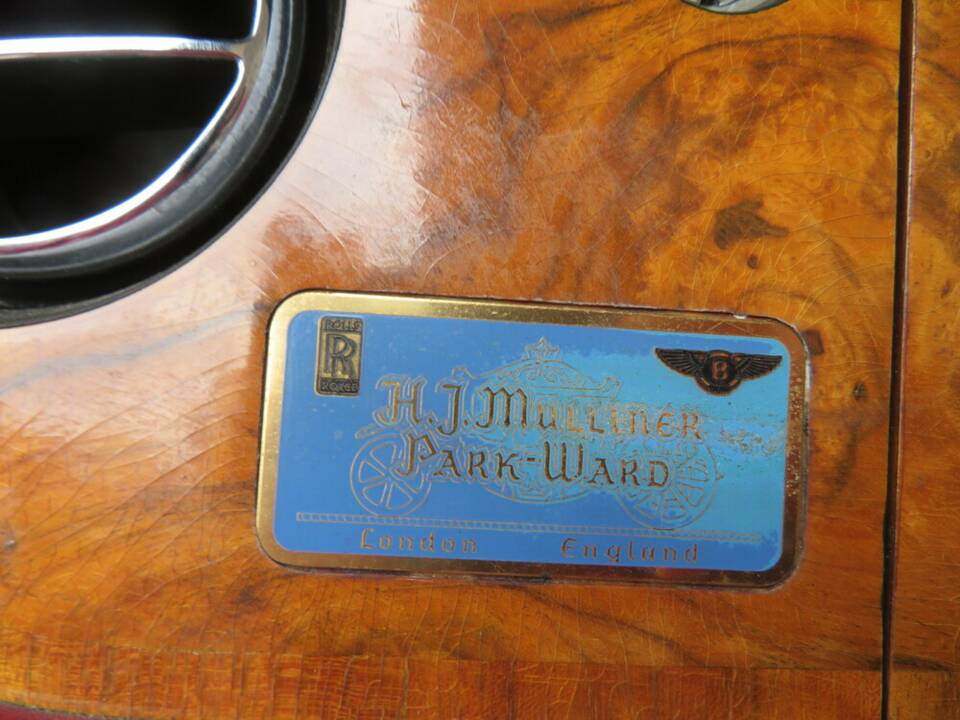 ROLLS
R
ROYCE
B
H.J. MULLINER
PARK-WARD
London England